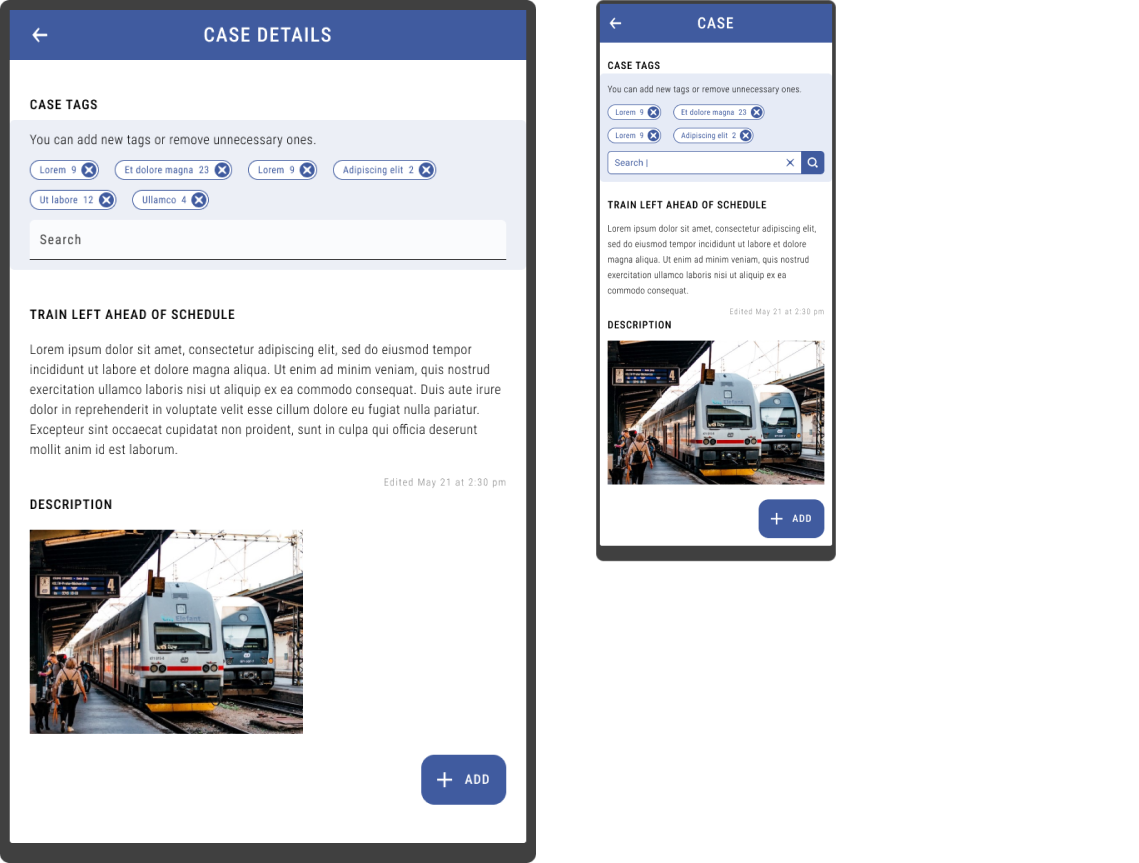 CASE DETAILS
CASE TAGS
You can add new tags or remove unnecessary ones.
Lorem 9
Et dolore magna 23
Lorem 9
Adipiscing elit 2
Ut labore 12
Ullamco 4
Search
TRAIN LEFT AHEAD OF SCHEDULE
Lorem ipsum dolor sit amet, consectetur adipiscing elit, sed do eiusmod tempor
incididunt ut labore et dolore magna aliqua. Ut enim ad minim veniam, quis nostrud
exercitation ullamco laboris nisi ut aliquip ex ea commodo consequat. Duis aute irure
dolor in reprehenderit in voluptate velit esse cillum dolore eu fugiat nulla pariatur.
Excepteur sint occaecat cupidatat non proident, sunt in culpa qui officia deserunt
mollit anim id est laborum.
Edited May 21 at 2:30 pm
DESCRIPTION
4
ADD
CASE
CASE TAGS
You can add new tags or remove unnecessary ones.
Lorem 9
Et dolore magna 23
Lorem 9
Adipiscing elit 2
Search |
TRAIN LEFT AHEAD OF SCHEDULE
Lorem ipsum dolor sit amet, consectetur adipiscing elit,
sed do eiusmod tempor incididunt ut labore et dolore
magna aliqua. Ut enim ad minim veniam, quis nostrud
exercitation ullamco laboris nisi ut aliquip ex ea
commodo consequat.
Edited May 21 at 2:30 pm
DESCRIPTION
4
ADD